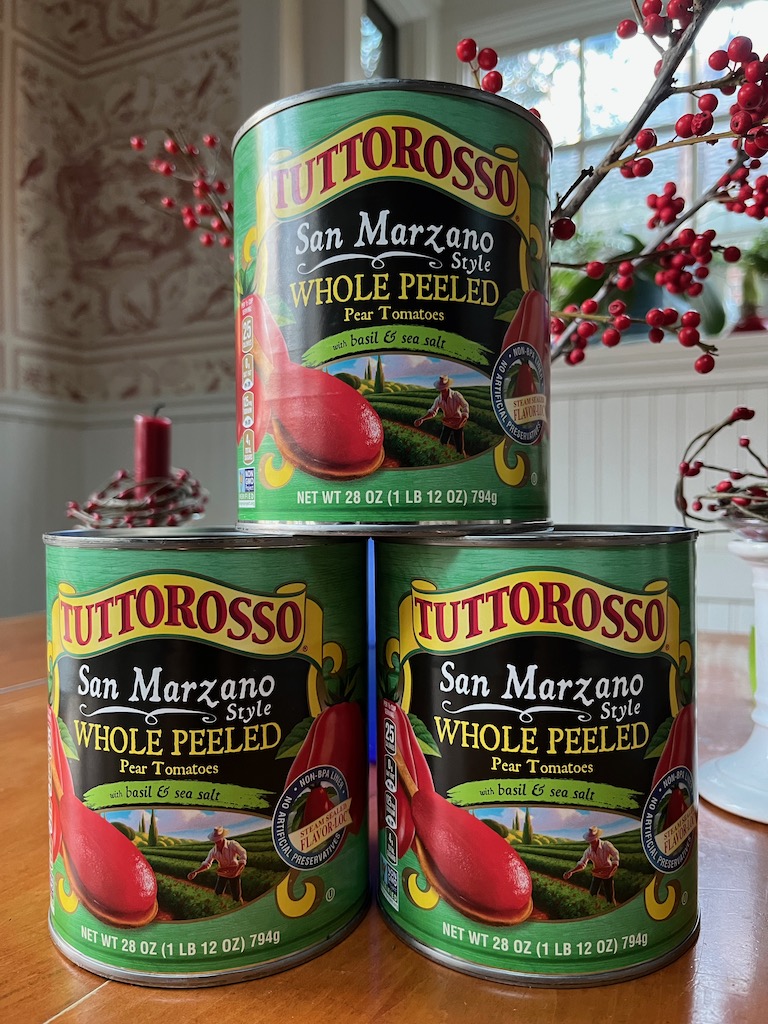 TUTTOROSSO
San Marzano
Style
WHOLE PEELED
Pear Tomatoes
with basil & sea salt
25
NON-BPA LINER
STEAM SEALED
FLAVOR-LOC
NO ARTIFICIAL PRESERVATIVES
NET WT 28 OZ (1 LB 12 OZ) 794g
TUTTOROSSO
San Marzano
Style
WHOLE PEELED
Pear Tomatoes
with basil & sea salt
NON-BPA LINER
STEAM SEALED
FLAVOR-LOC
NO ARTIFICIAL PRESERVATIVES
NET WT 28 OZ (1 LB 12 OZ) 794g
TUTTOROSSO
San Marzano
Style
WHOLE PEELED
Pear Tomatoes
with basil & sea salt
25
NON-BPA LINER
STEAM SEALED
FLAVOR-LOC
NO ARTIFICIAL PRESERVATIVES
NET WT 28 OZ (1 LB 12 OZ) 794g